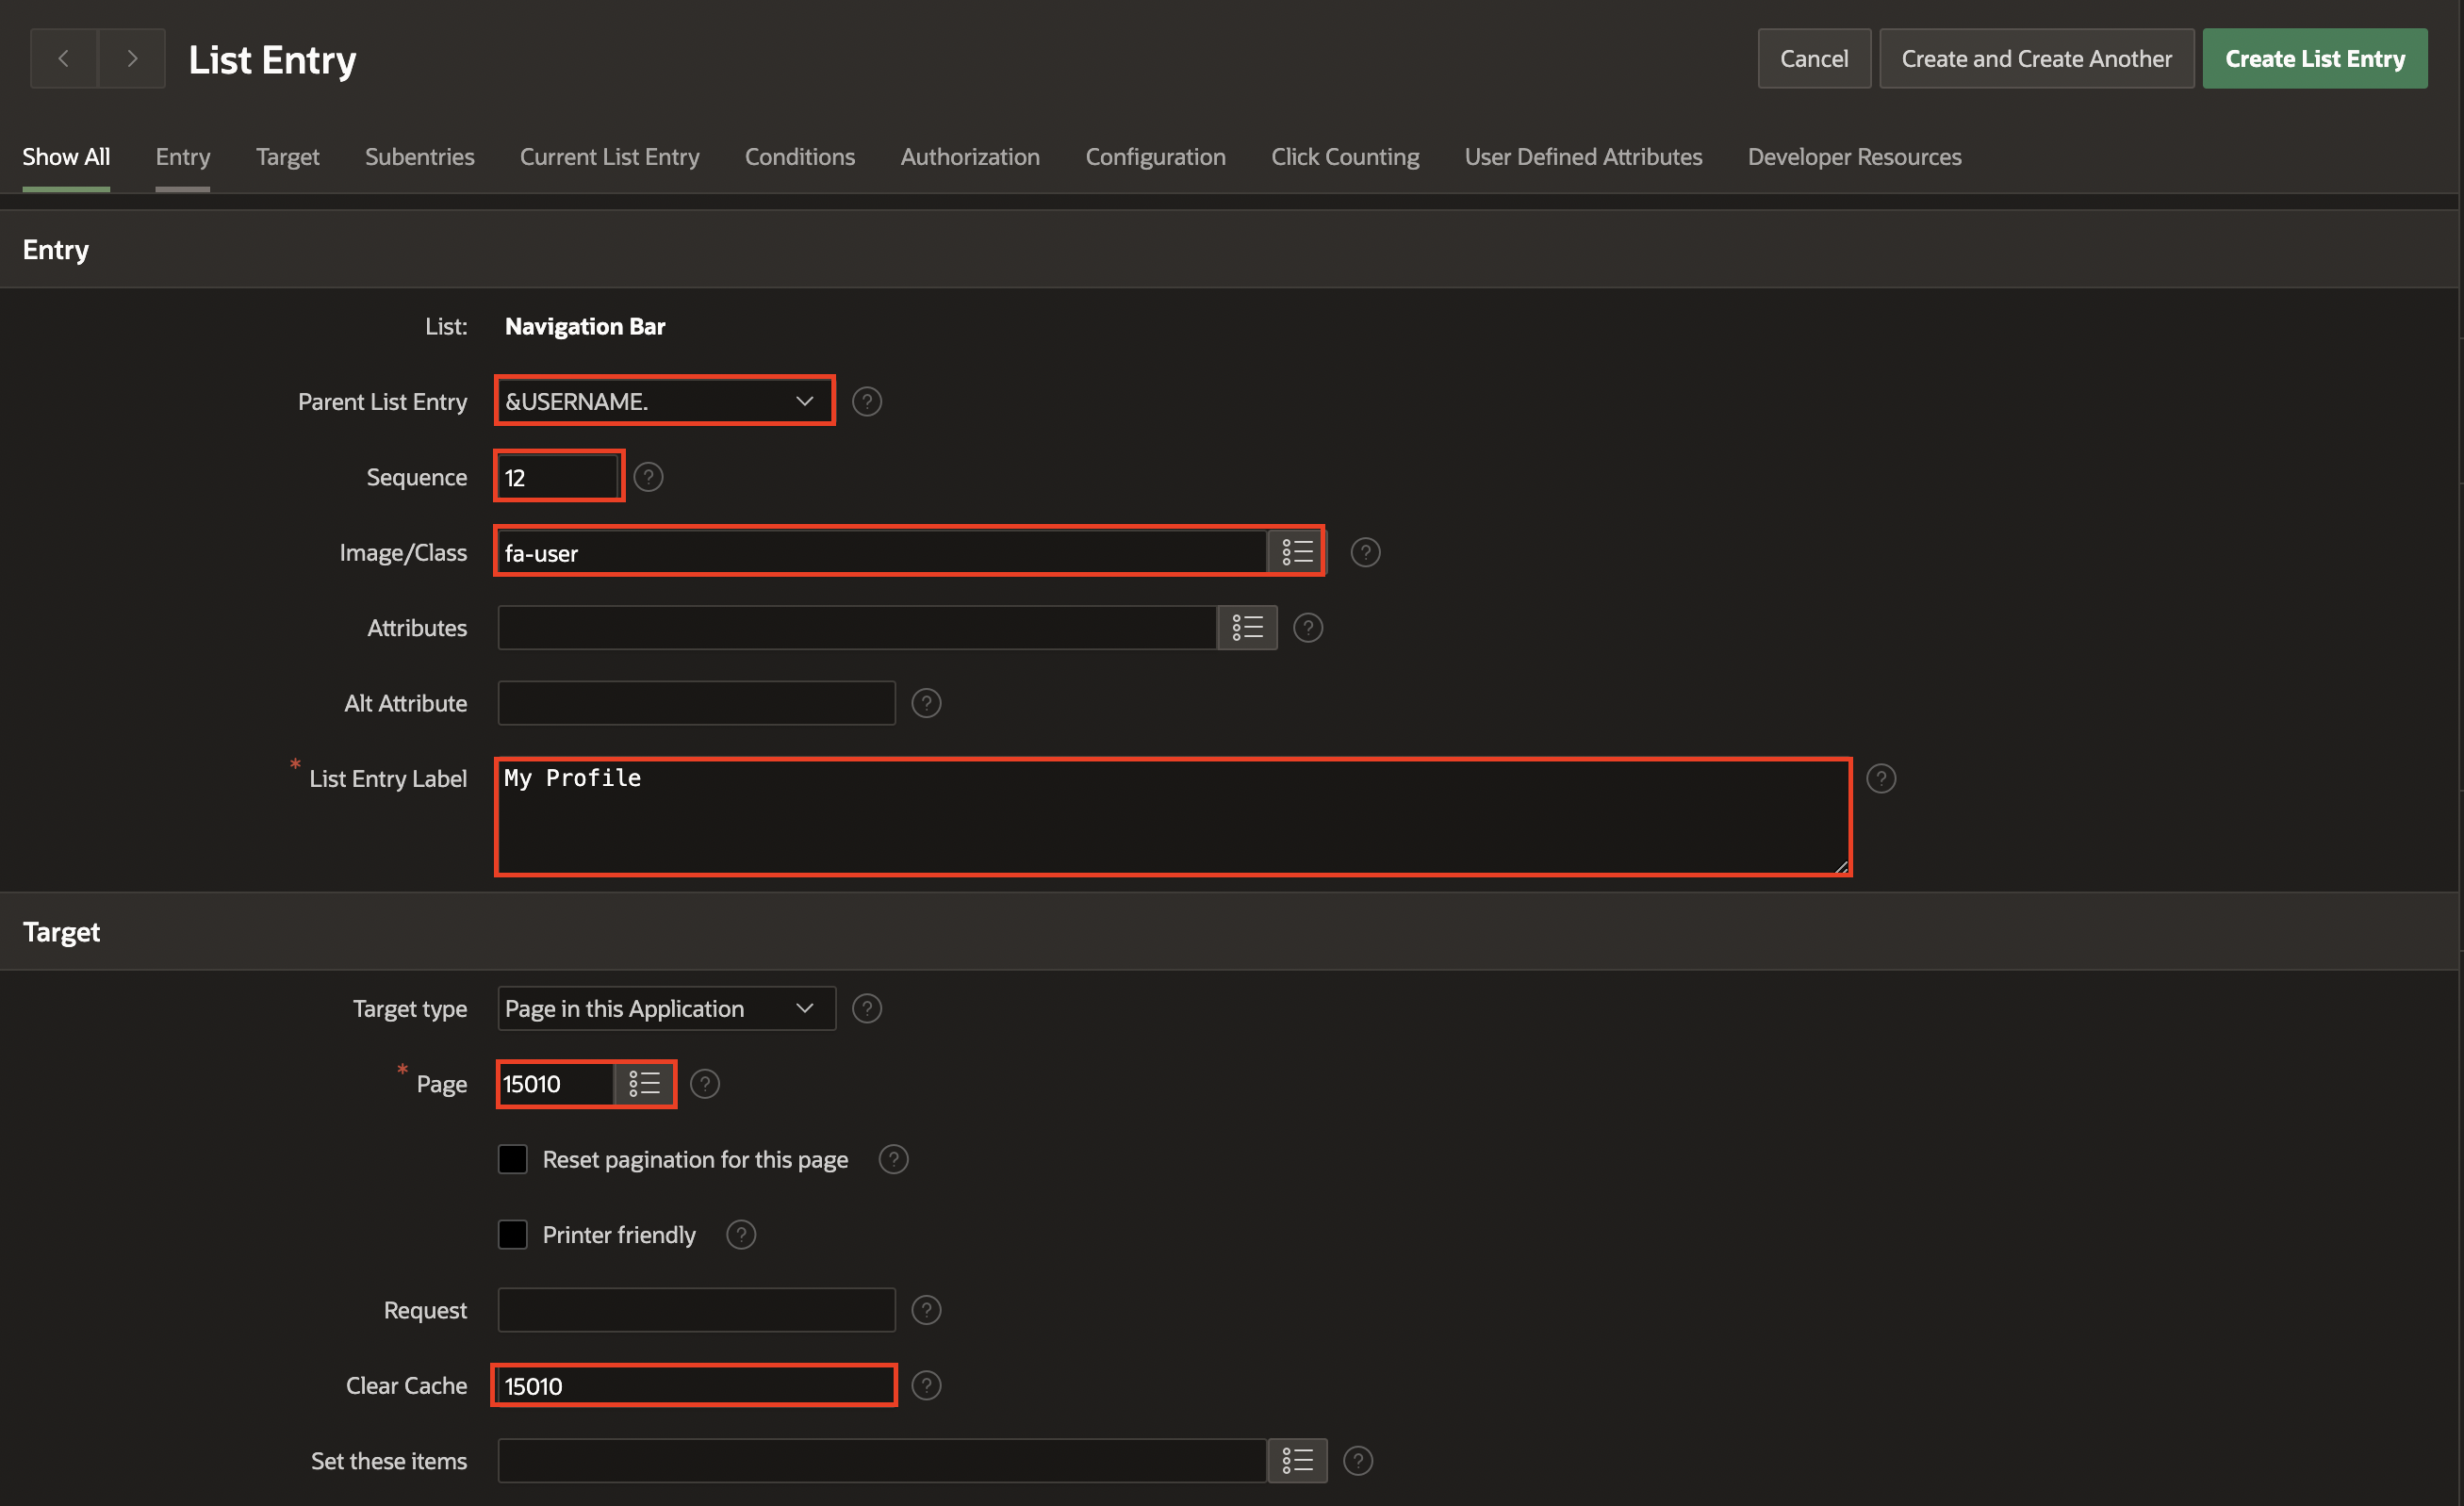 List Entry
Cancel
Create and Create Another
Create List Entry
Show All
Entry
Target
Subentries
Current List Entry
Conditions
Authorization
Configuration
Click Counting
User Defined Attributes
Developer Resources
Entry
List: Navigation Bar
Parent List Entry &USERNAME. ?
Sequence 12 ?
Image/Class fa-user ?
Attributes ?
Alt Attribute ?
* List Entry Label My Profile ?
Target
Target type Page in this Application ?
* Page 15010 ?
Reset pagination for this page ?
Printer friendly ?
Request ?
Clear Cache 15010 ?
Set these items ?